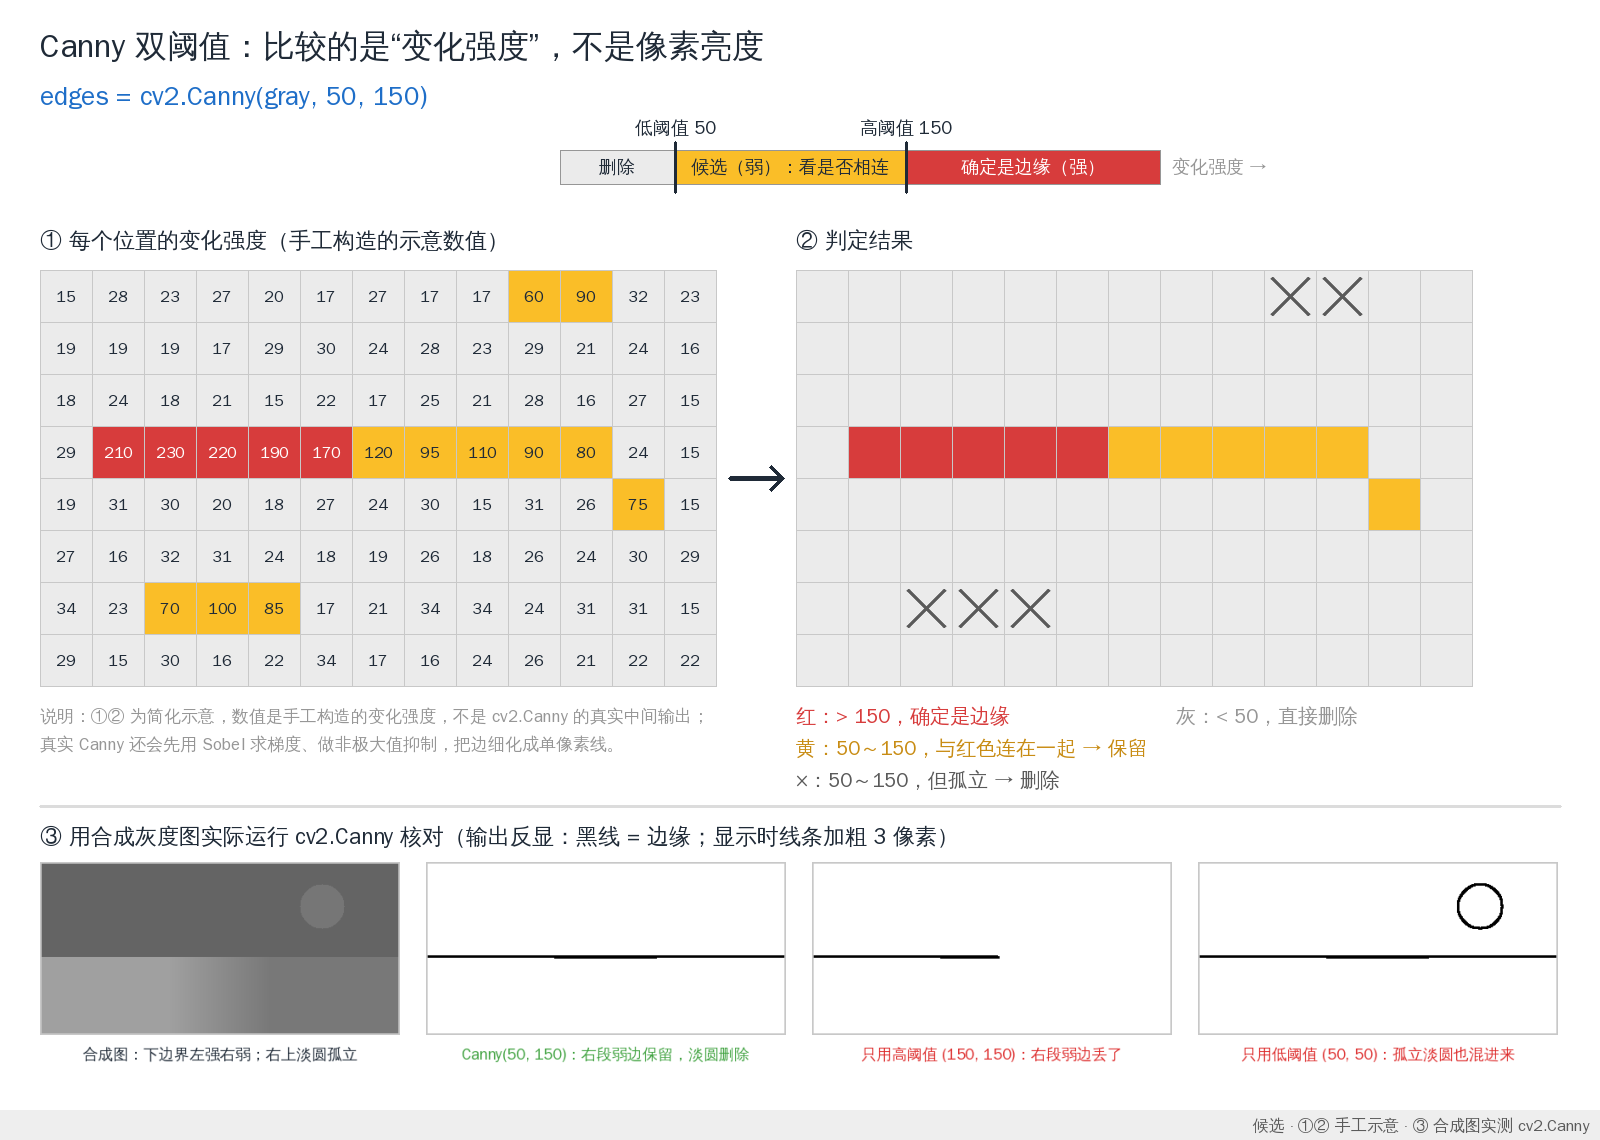 Canny 双阈值：比较的是“变化强度”，不是像素亮度
edges = cv2.Canny(gray, 50, 150)
低阈值 50 高阈值 150
删除 候选（弱）：看是否相连 确定是边缘（强） 变化强度 →
① 每个位置的变化强度（手工构造的示意数值）
15 28 23 27 20 17 27 17 17 60 90 32 23
19 19 19 17 29 30 24 28 23 29 21 24 16
18 24 18 21 15 22 17 25 21 28 16 27 15
29 210 230 220 190 170 120 95 110 90 80 24 15
19 31 30 20 18 27 24 30 15 31 26 75 15
27 16 32 31 24 18 19 26 18 26 24 30 29
34 23 70 100 85 17 21 34 34 24 31 31 15
29 15 30 16 22 34 17 16 24 26 21 22 22
说明：①② 为简化示意，数值是手工构造的变化强度，不是 cv2.Canny 的真实中间输出；
真实 Canny 还会先用 Sobel 求梯度、做非极大值抑制，把边细化成单像素线。
② 判定结果
红：> 150，确定是边缘 灰：< 50，直接删除
黄：50～150，与红色连在一起 → 保留
×：50～150，但孤立 → 删除
③ 用合成灰度图实际运行 cv2.Canny 核对（输出反显：黑线 = 边缘；显示时线条加粗 3 像素）
合成图：下边界左强右弱；右上淡圆孤立
Canny(50, 150)：右段弱边保留，淡圆删除
只用高阈值 (150, 150)：右段弱边丢了
只用低阈值 (50, 50)：孤立淡圆也混进来
候选 · ①② 手工示意 · ③ 合成图实测 cv2.Canny